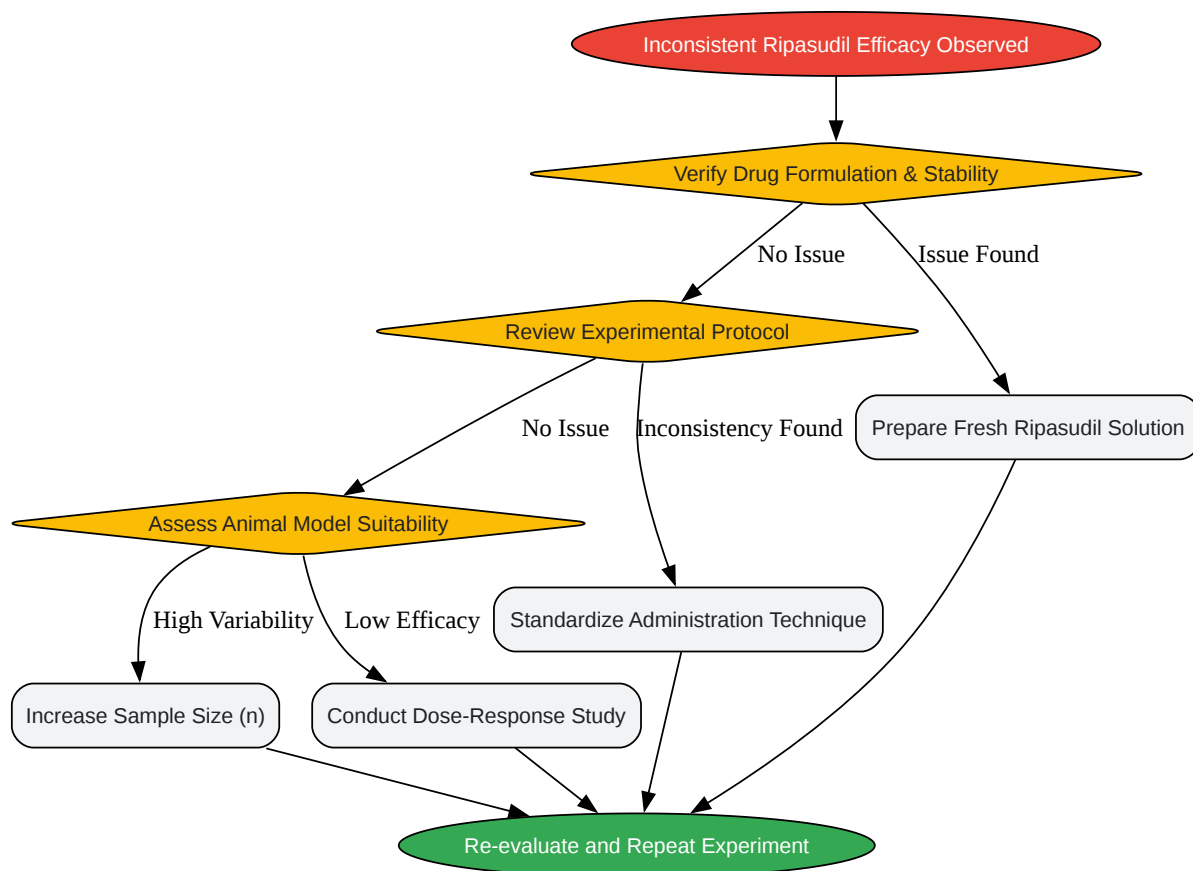 Inconsistent Ripasudil Efficacy Observed
Verify Drug Formulation & Stability
No Issue
Issue Found
Review Experimental Protocol
No Issue
Inconsistency Found
Prepare Fresh Ripasudil Solution
Assess Animal Model Suitability
High Variability
Low Efficacy
Standardize Administration Technique
Increase Sample Size (n)
Conduct Dose-Response Study
Re-evaluate and Repeat Experiment